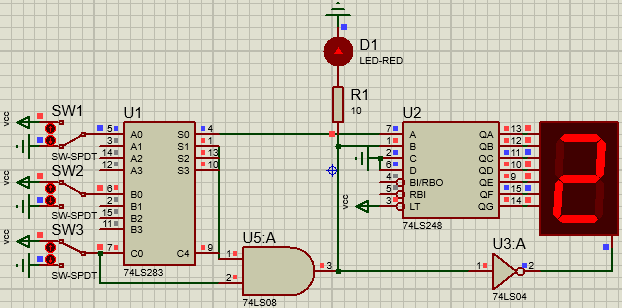 D1
LED-RED
R1
10
SW1
VCC
SW-SPDT
SW2
VCC
SW-SPDT
SW3
VCC
SW-SPDT
U1
5 A0 S0 4
3 A1 S1 1
14 A2 S2 13
12 A3 S3 10
6 B0
2 B1
15 B2
11 B3
7 C0 C4 9
74LS283
U5:A
1
2
3
74LS08
U2
7 A QA 13
1 B QB 12
2 C QC 11
6 D QD 10
4 BI/RBO QE 9
5 RBI QF 15
3 LT QG 14
VCC
74LS248
U3:A
1 2
74LS04
2